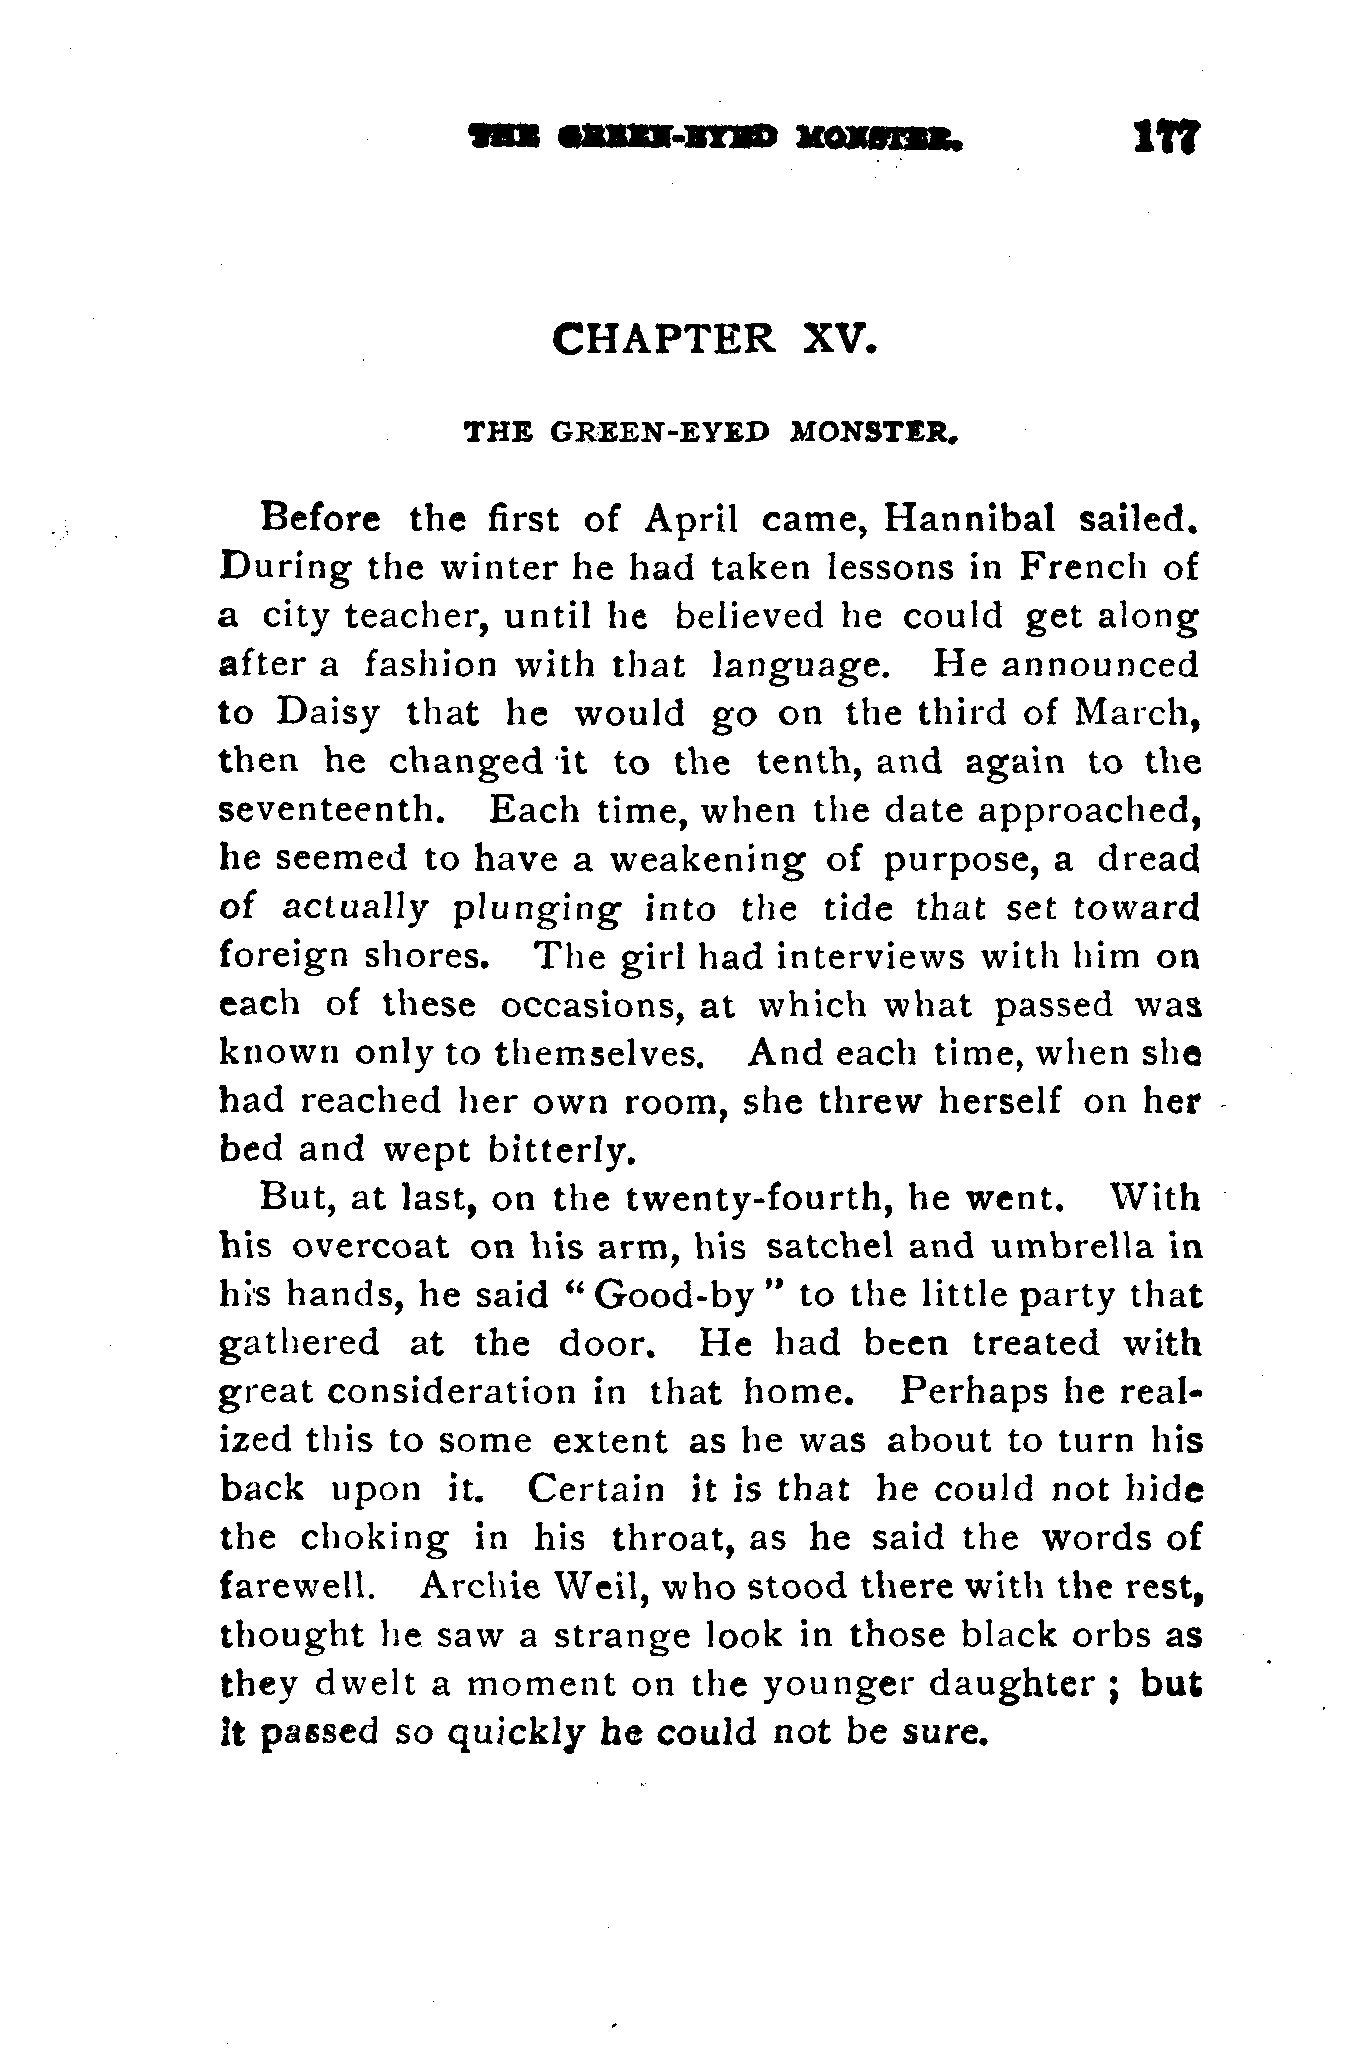 THE GREEN-EYED MONSTER. 177
CHAPTER XV.
THE GREEN-EYED MONSTER.
Before the first of April came, Hannibal sailed.
During the winter he had taken lessons in French of
a city teacher, until he believed he could get along
after a fashion with that language. He announced
to Daisy that he would go on the third of March,
then he changed it to the tenth, and again to the
seventeenth. Each time, when the date approached,
he seemed to have a weakening of purpose, a dread
of actually plunging into the tide that set toward
foreign shores. The girl had interviews with him on
each of these occasions, at which what passed was
known only to themselves. And each time, when she
had reached her own room, she threw herself on her
bed and wept bitterly.
But, at last, on the twenty-fourth, he went. With
his overcoat on his arm, his satchel and umbrella in
his hands, he said “Good-by” to the little party that
gathered at the door. He had been treated with
great consideration in that home. Perhaps he real-
ized this to some extent as he was about to turn his
back upon it. Certain it is that he could not hide
the choking in his throat, as he said the words of
farewell. Archie Weil, who stood there with the rest,
thought he saw a strange look in those black orbs as
they dwelt a moment on the younger daughter ; but
it passed so quickly he could not be sure.